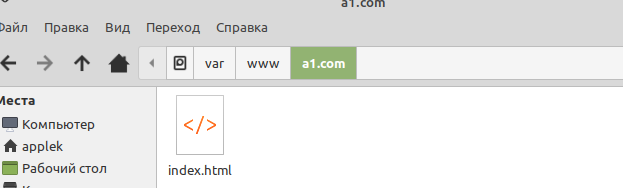 a1.com
Файл Правка Вид Переход Справка
var www a1.com
Места
Компьютер
applek
Рабочий стол
</>
index.html